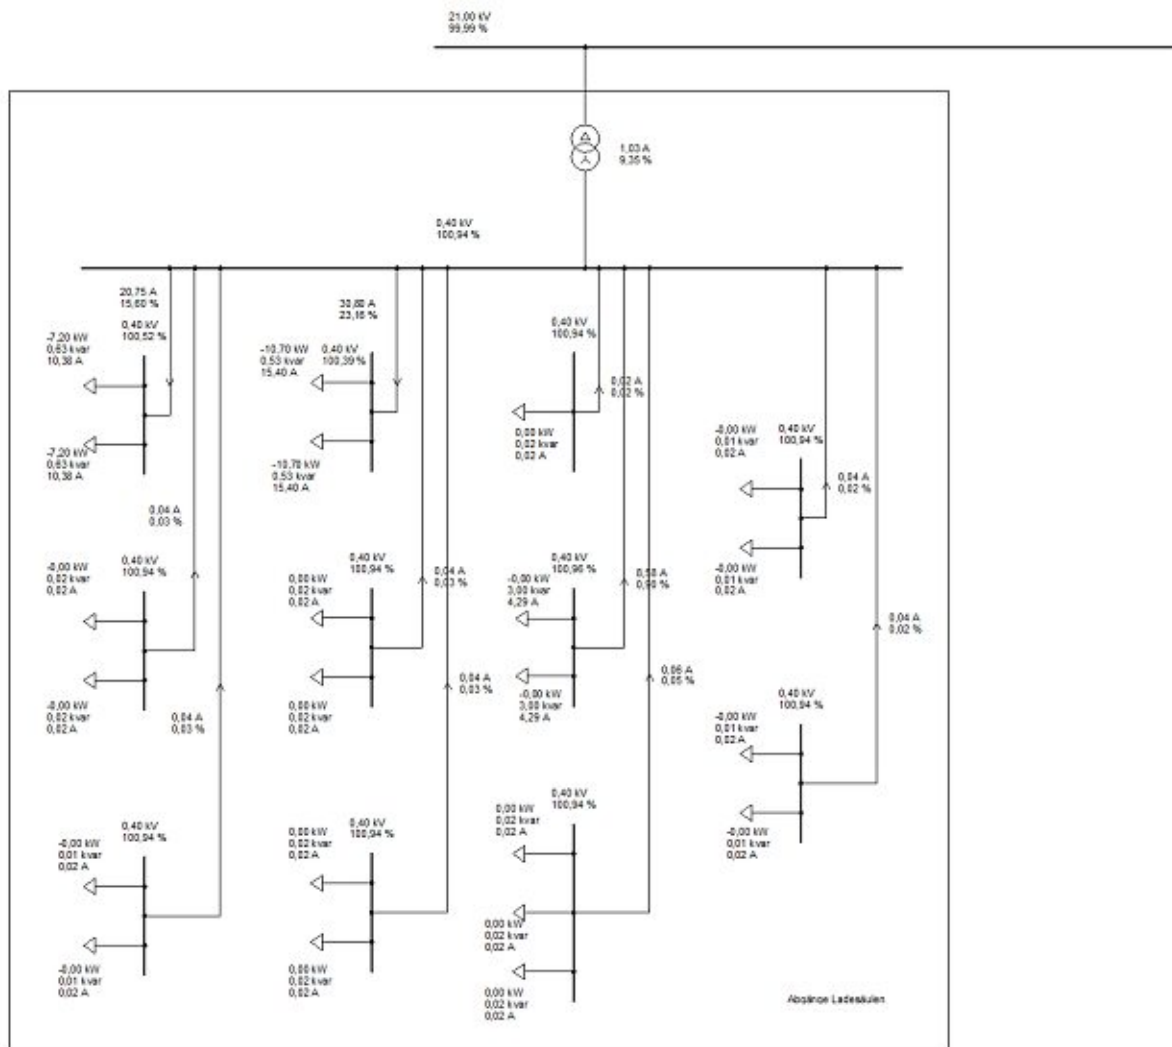 21,00 kV
99,99 %
1,03 A
9,35 %
0,40 kV
100,94 %
20,75 A
15,60 %
0,40 kV
100,52 %
-7,20 kW
0,63 kvar
10,38 A
-7,20 kW
0,63 kvar
10,38 A
30,80 A
23,16 %
-10,70 kW
0,53 kvar
15,40 A
0,40 kV
100,39 %
-10,70 kW
0,53 kvar
15,40 A
0,40 kV
100,94 %
0,02 A
0,02 %
0,00 kW
0,02 kvar
0,02 A
-0,00 kW
0,01 kvar
0,02 A
0,40 kV
100,94 %
0,04 A
0,02 %
-0,00 kW
0,01 kvar
0,02 A
0,04 A
0,03 %
0,40 kV
100,94 %
-0,00 kW
0,02 kvar
0,02 A
-0,00 kW
0,02 kvar
0,02 A
0,40 kV
100,94 %
0,04 A
0,03 %
0,00 kW
0,02 kvar
0,02 A
0,00 kW
0,02 kvar
0,02 A
0,40 kV
100,96 %
-0,00 kW
3,00 kvar
4,29 A
-0,00 kW
3,00 kvar
4,29 A
0,04 A
0,02 %
0,04 A
0,03 %
0,04 A
0,03 %
0,06 A
0,05 %
0,40 kV
100,94 %
-0,00 kW
0,01 kvar
0,02 A
-0,00 kW
0,01 kvar
0,02 A
0,40 kV
100,94 %
-0,00 kW
0,01 kvar
0,02 A
-0,00 kW
0,01 kvar
0,02 A
0,40 kV
100,94 %
0,00 kW
0,02 kvar
0,02 A
0,00 kW
0,02 kvar
0,02 A
0,40 kV
100,94 %
0,00 kW
0,02 kvar
0,02 A
0,00 kW
0,02 kvar
0,02 A
0,00 kW
0,02 kvar
0,02 A
Abgänge Ladesäulen